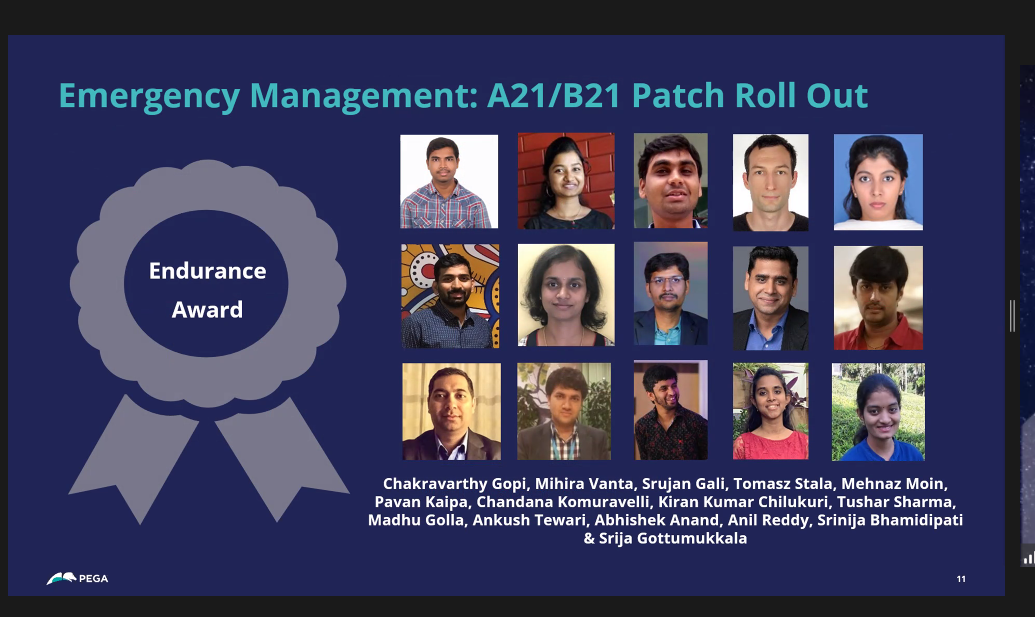 Emergency Management: A21/B21 Patch Roll Out
Endurance
Award
Chakravarthy Gopi, Mihira Vanta, Srujan Gali, Tomasz Stala, Mehnaz Moin,
Pavan Kaipa, Chandana Komuravelli, Kiran Kumar Chilukuri, Tushar Sharma,
Madhu Golla, Ankush Tewari, Abhishek Anand, Anil Reddy, Srinija Bhamidipati
& Srija Gottumukkala
PEGA
11